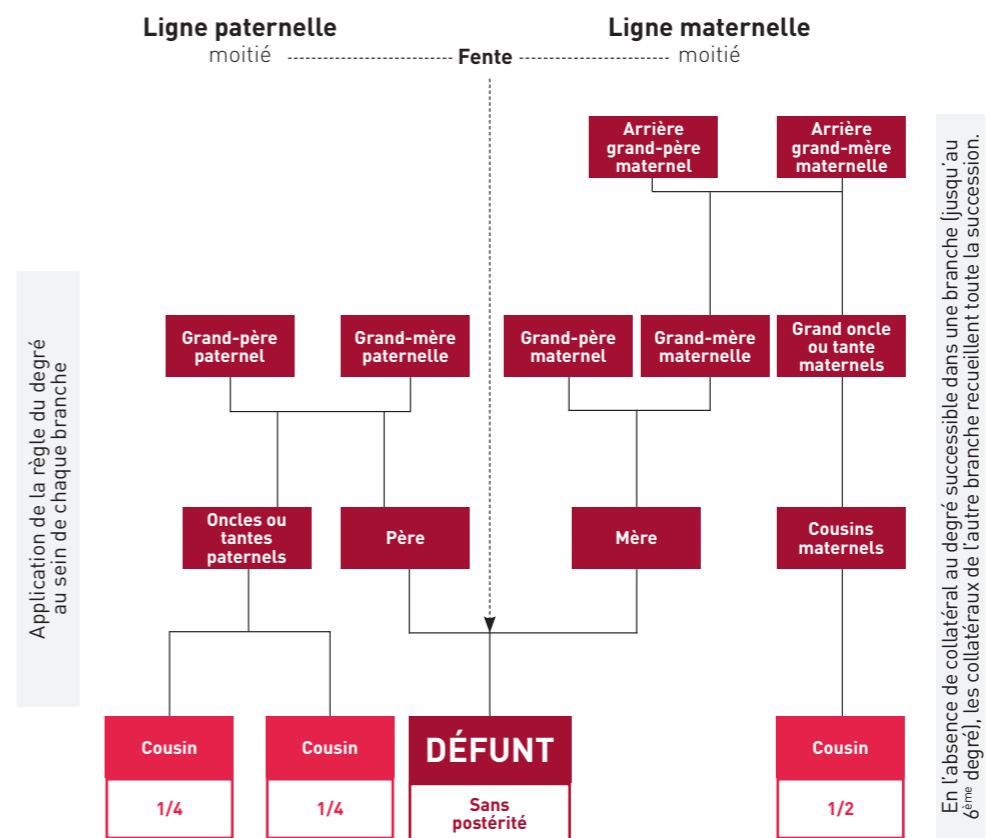 Ligne paternelle
moitié
Fente
Ligne maternelle
moitié
Arrière
grand-père
maternel
Arrière
grand-mère
maternelle
Grand-père
paternel
Grand-mère
paternelle
Grand-père
maternel
Grand-mère
maternelle
Grand oncle
ou tante
maternels
Oncles ou
tantes
paternels
Père
Mère
Cousins
maternels
Cousin
1/4
Cousin
1/4
DÉFUNT
Sans
postérité
Cousin
1/2
Application de la règle du degré
au sein de chaque branche
En l'absence de collatéral au degré successible dans une branche (jusqu'au
6ème degré), les collatéraux de l'autre branche recueillent toute la succession.